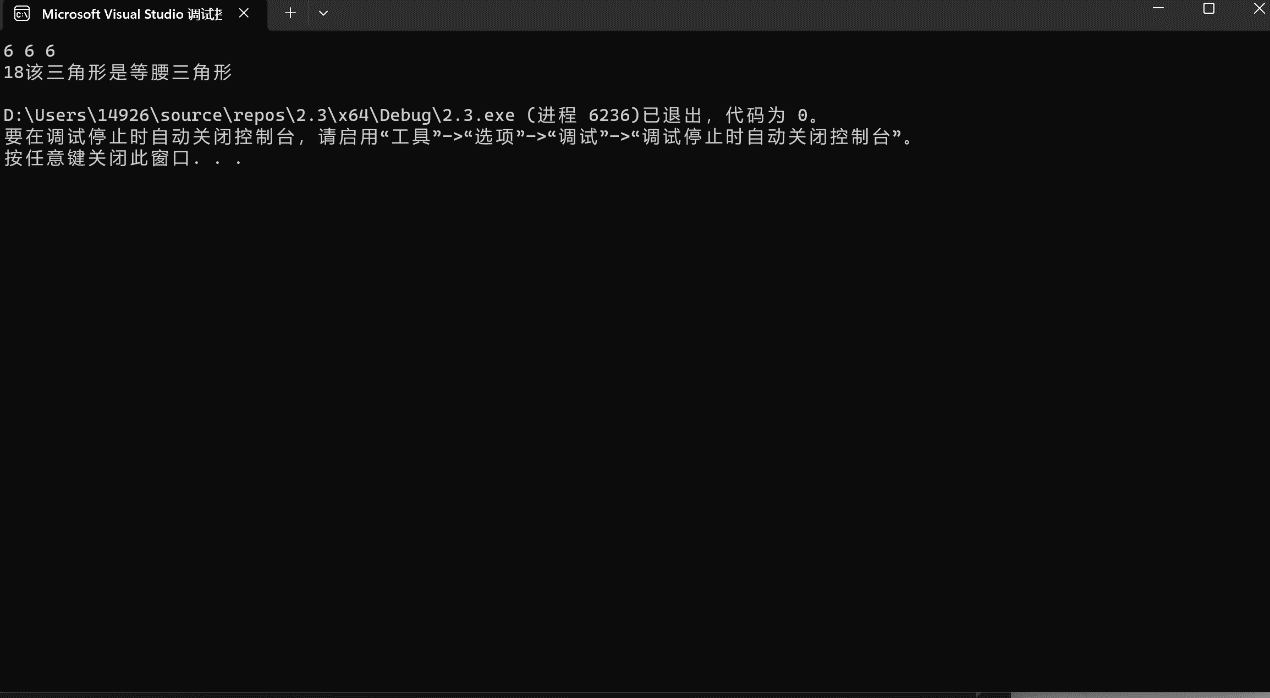 Microsoft Visual Studio 调试
6 6 6
18该三角形是等腰三角形
D:\Users\14926\source\repos\2.3\x64\Debug\2.3.exe (进程 6236)已退出，代码为 0。
要在调试停止时自动关闭控制台，请启用“工具”->“选项”->“调试”->“调试停止时自动关闭控制台”。
按任意键关闭此窗口. . .